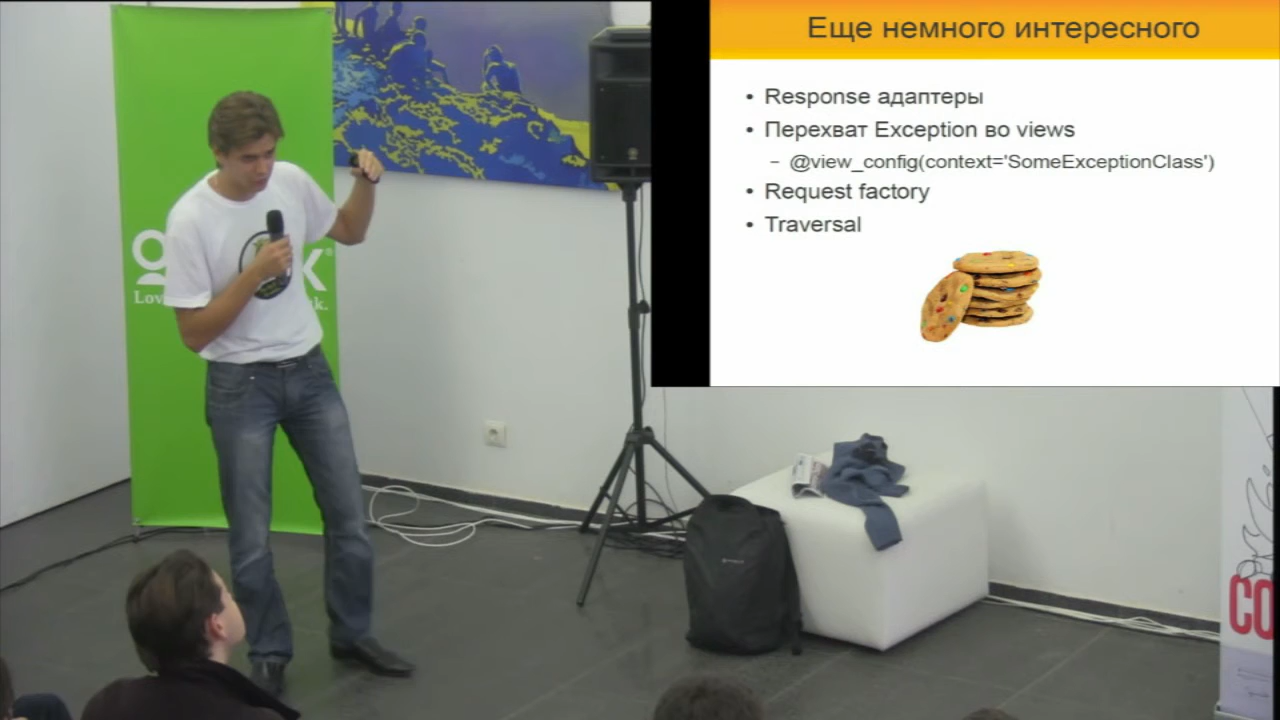 Еще немного интересного
• Response адаптеры
• Перехват Exception во views
– @view_config(context='SomeExceptionClass')
• Request factory
• Traversal